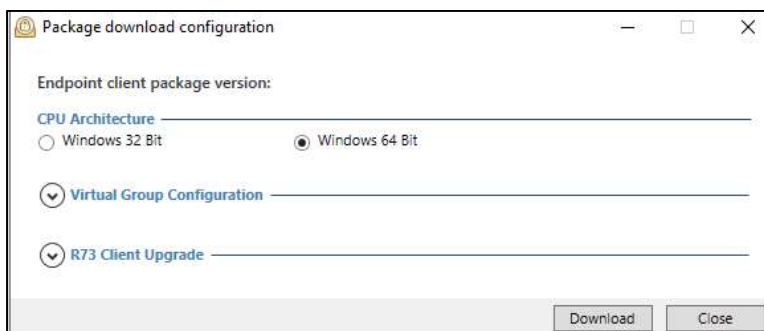 Package download configuration
Endpoint client package version:
CPU Architecture
Windows 32 Bit Windows 64 Bit
Virtual Group Configuration
R73 Client Upgrade
Download Close